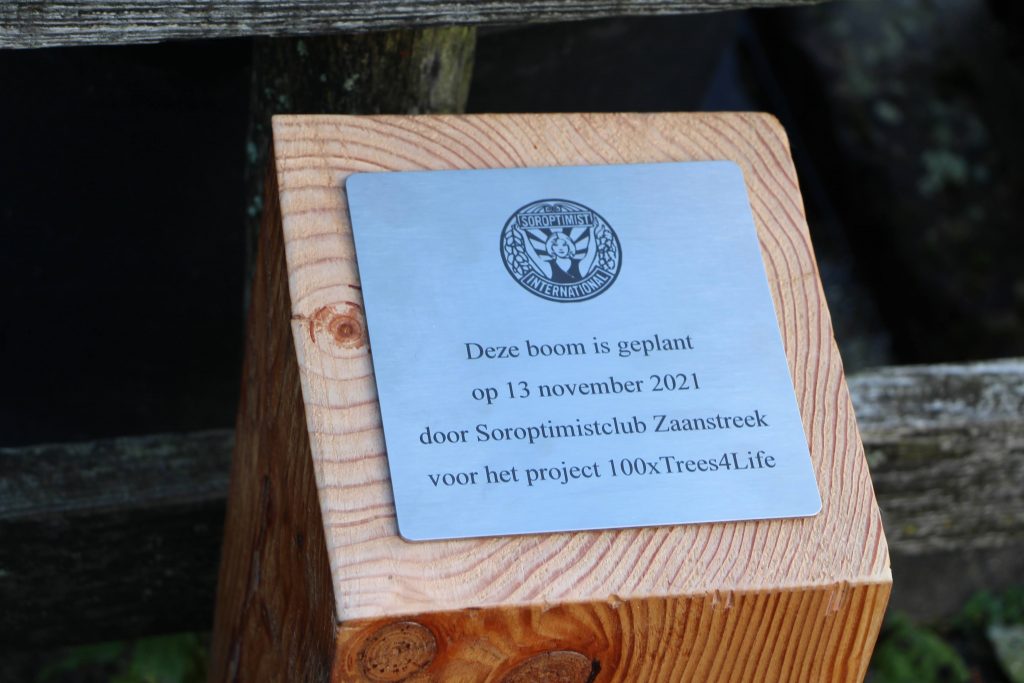 SOROPTIMIST
INTERNATIONAL
Deze boom is geplant
op 13 november 2021
door Soroptimistclub Zaanstreek
voor het project 100xTrees4Life